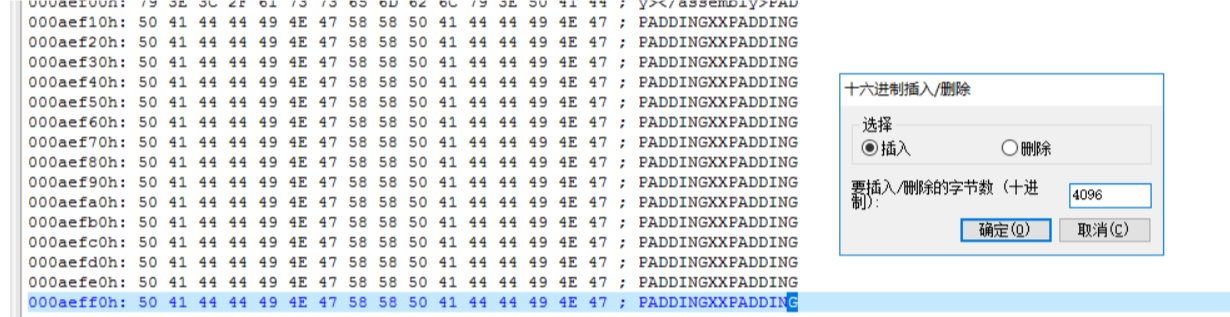 000aef00h: 79 3E 3C 2F 61 73 73 65 6D 62 6C 79 3E 50 41 44 ; y></assembly>PAD
000aef10h: 50 41 44 44 49 4E 47 58 58 50 41 44 44 49 4E 47 ; PADDINGXXPADDING
000aef20h: 50 41 44 44 49 4E 47 58 58 50 41 44 44 49 4E 47 ; PADDINGXXPADDING
000aef30h: 50 41 44 44 49 4E 47 58 58 50 41 44 44 49 4E 47 ; PADDINGXXPADDING
000aef40h: 50 41 44 44 49 4E 47 58 58 50 41 44 44 49 4E 47 ; PADDINGXXPADDING
000aef50h: 50 41 44 44 49 4E 47 58 58 50 41 44 44 49 4E 47 ; PADDINGXXPADDING
000aef60h: 50 41 44 44 49 4E 47 58 58 50 41 44 44 49 4E 47 ; PADDINGXXPADDING
000aef70h: 50 41 44 44 49 4E 47 58 58 50 41 44 44 49 4E 47 ; PADDINGXXPADDING
000aef80h: 50 41 44 44 49 4E 47 58 58 50 41 44 44 49 4E 47 ; PADDINGXXPADDING
000aef90h: 50 41 44 44 49 4E 47 58 58 50 41 44 44 49 4E 47 ; PADDINGXXPADDING
000aefa0h: 50 41 44 44 49 4E 47 58 58 50 41 44 44 49 4E 47 ; PADDINGXXPADDING
000aefb0h: 50 41 44 44 49 4E 47 58 58 50 41 44 44 49 4E 47 ; PADDINGXXPADDING
000aefc0h: 50 41 44 44 49 4E 47 58 58 50 41 44 44 49 4E 47 ; PADDINGXXPADDING
000aefd0h: 50 41 44 44 49 4E 47 58 58 50 41 44 44 49 4E 47 ; PADDINGXXPADDING
000aefe0h: 50 41 44 44 49 4E 47 58 58 50 41 44 44 49 4E 47 ; PADDINGXXPADDING
000aeff0h: 50 41 44 44 49 4E 47 58 58 50 41 44 44 49 4E 47 ; PADDINGXXPADDING
十六进制插入/删除
选择
插入 删除
要插入/删除的字节数（十进
制): 4096
确定(O) 取消(C)